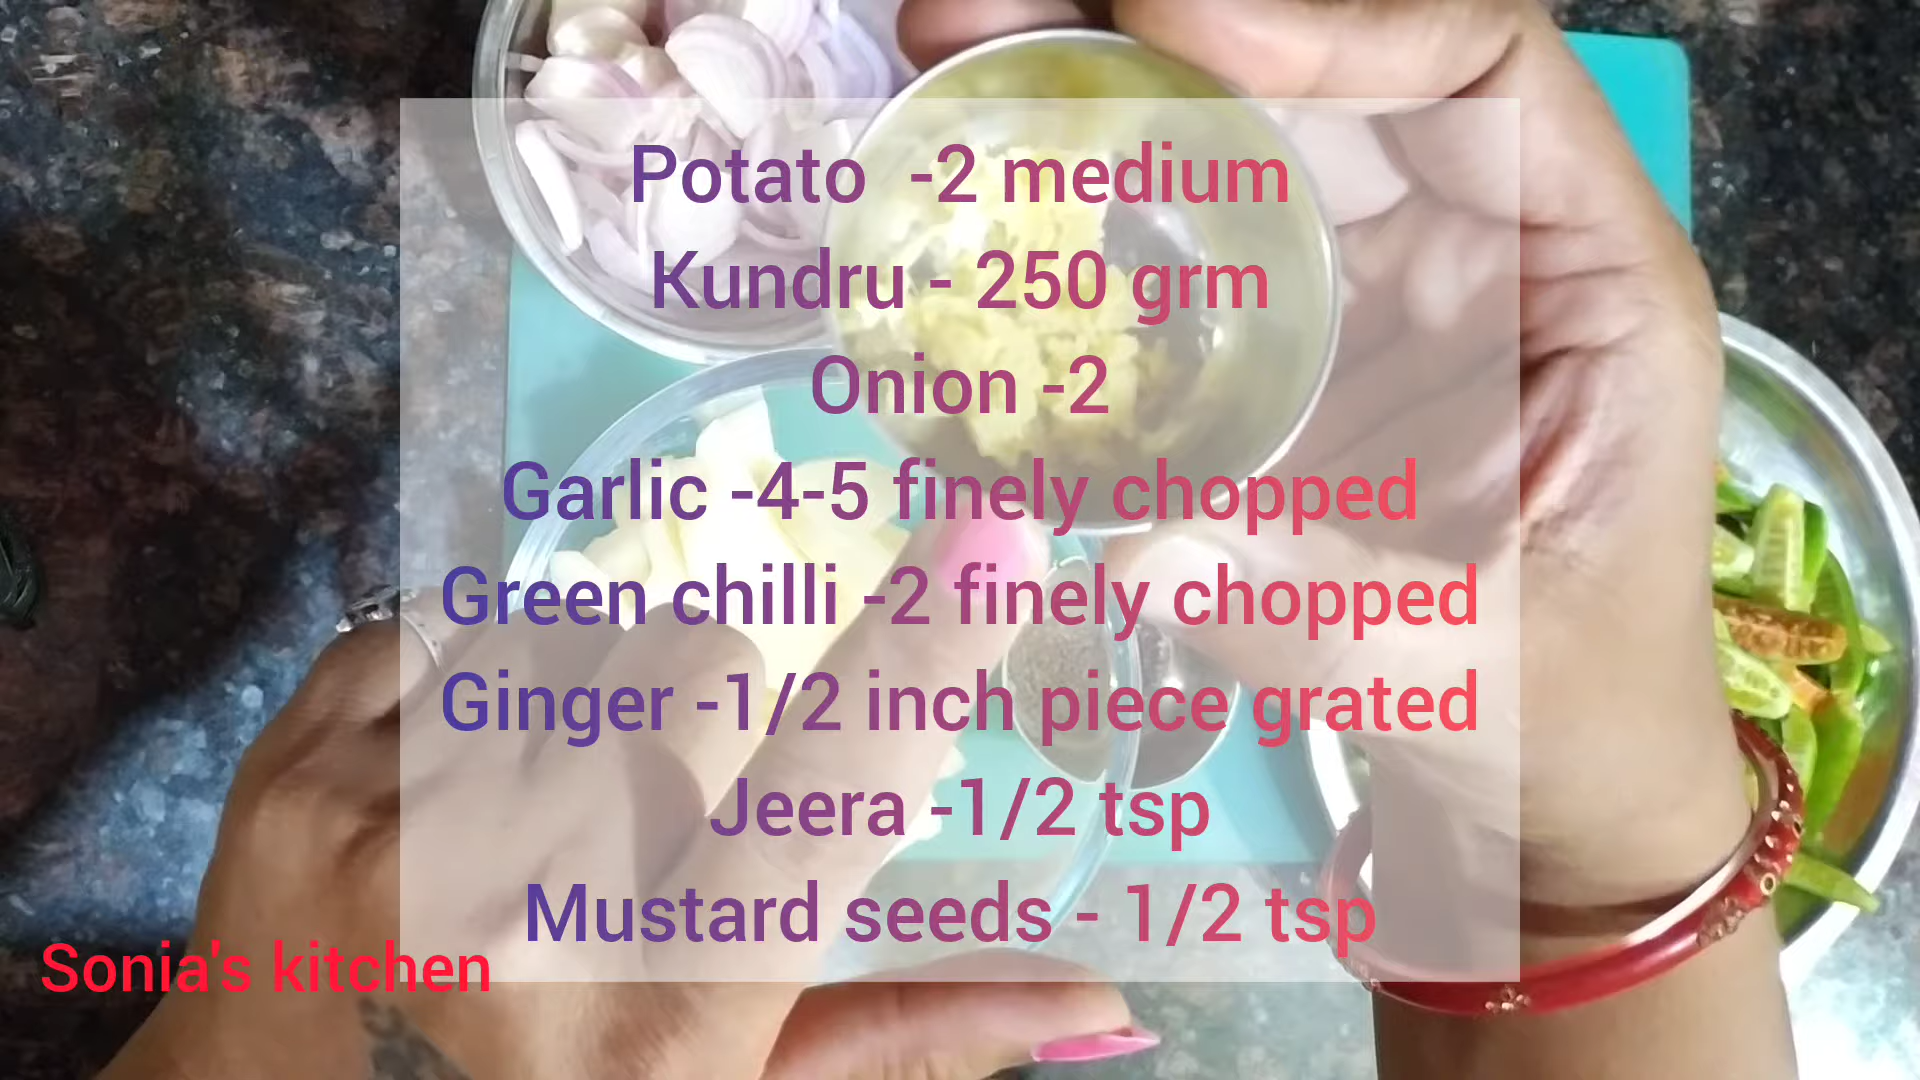 Potato -2 medium
Kundru - 250 grm
Onion -2
Garlic -4-5 finely chopped
Green chilli -2 finely chopped
Ginger -1/2 inch piece grated
Jeera -1/2 tsp
Mustard seeds - 1/2 tsp
Sonia's kitchen